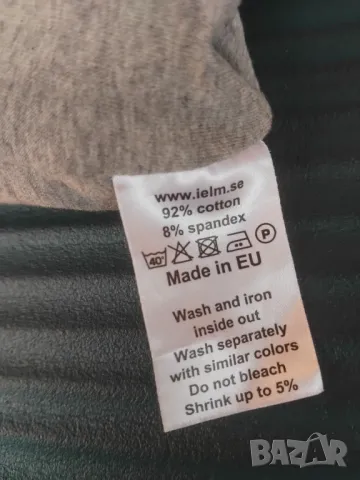 www.ielm.se
92% cotton
8% spandex
40° P
Made in EU
Wash and iron
inside out
Wash separately
with similar colors
Do not bleach
Shrink up to 5%
BAZAR